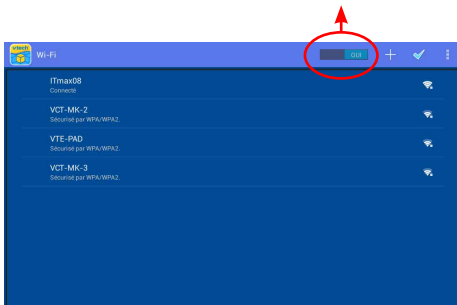 vtech
Wi-Fi
OUI
ITmax08
Connecté
VCT-MK-2
Sécurisé par WPA/WPA2.
VTE-PAD
Sécurisé par WPA/WPA2.
VCT-MK-3
Sécurisé par WPA/WPA2.